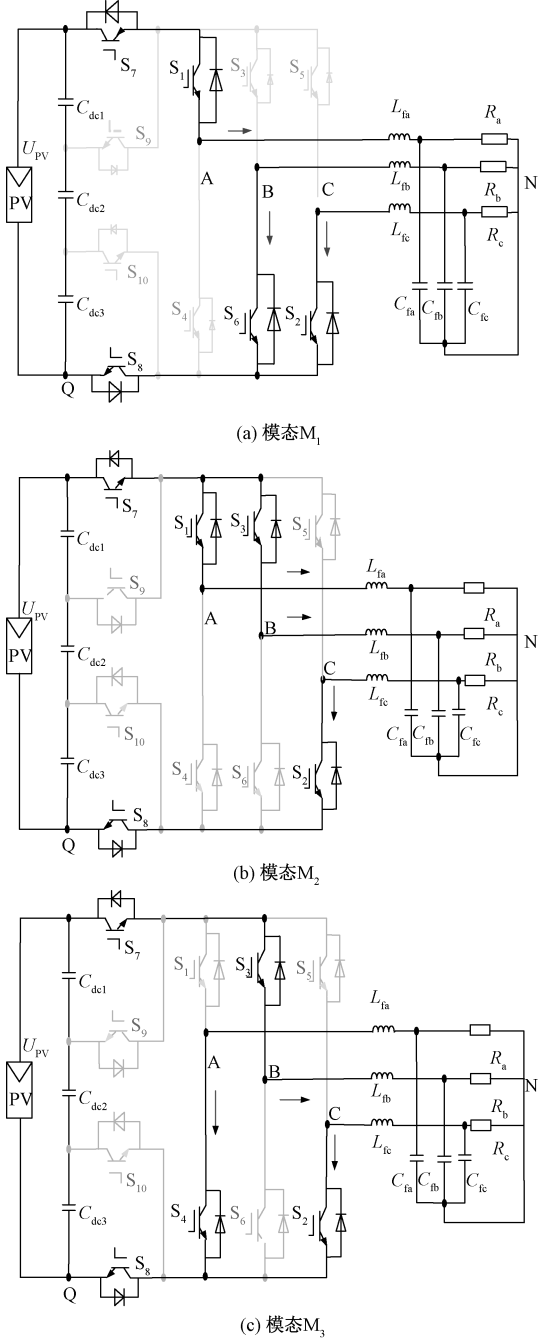 S7
S1
S3
S5
Cdc1
Lfa
Ra
UPV
S9
A
B
C
Lfb
N
PV
Cdc2
Rb
Lfc
Rc
S10
Cdc3
S4
S6
S2
Cfa
Cfb
Cfc
S8
Q
(a) 模态M1
S7
S1
S3
S5
Cdc1
Lfa
UPV
S9
A
B
Ra
N
PV
Cdc2
Lfb
C
Rb
S10
Lfc
Rc
Cdc3
S4
S6
S2
Cfa
Cfb
Cfc
S8
Q
(b) 模态M2
S7
S1
S3
S5
Cdc1
Lfa
UPV
S9
A
B
Ra
N
PV
Cdc2
Lfb
C
Rb
S10
Lfc
Rc
Cdc3
S4
S6
S2
Cfa
Cfb
Cfc
S8
Q
(c) 模态M3